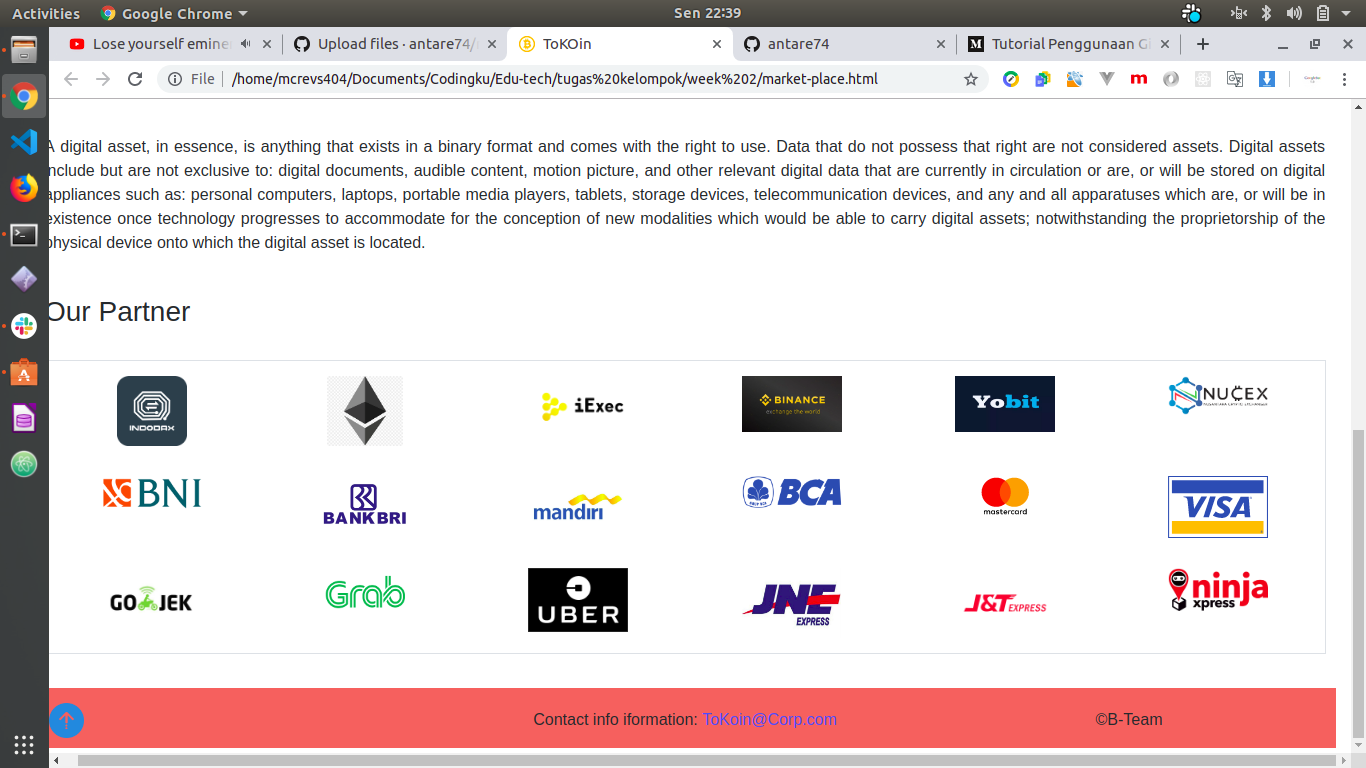 Activities
Google Chrome
Sen 22:39
Lose yourself emine
Upload files · antare74/
ToKOin
antare74
Tutorial Penggunaan Gi
File
/home/mcrevs404/Documents/Codingku/Edu-tech/tugas%20kelompok/week%202/market-place.html
A digital asset, in essence, is anything that exists in a binary format and comes with the right to use. Data that do not possess that right are not considered assets. Digital assets
include but are not exclusive to: digital documents, audible content, motion picture, and other relevant digital data that are currently in circulation or are, or will be stored on digital
appliances such as: personal computers, laptops, portable media players, tablets, storage devices, telecommunication devices, and any and all apparatuses which are, or will be in
existence once technology progresses to accommodate for the conception of new modalities which would be able to carry digital assets; notwithstanding the proprietorship of the
physical device onto which the digital asset is located.
Our Partner
INDODAX
iExec
BINANCE
exchange the world
Yobit
NUCEX
BNI
BANK BRI
mandiri
BCA
mastercard
VISA
GOJEK
Grab
UBER
JNE
EXPRESS
J&T EXPRESS
ninja
xpress
Contact info iformation: ToKoin@Corp.com
©B-Team